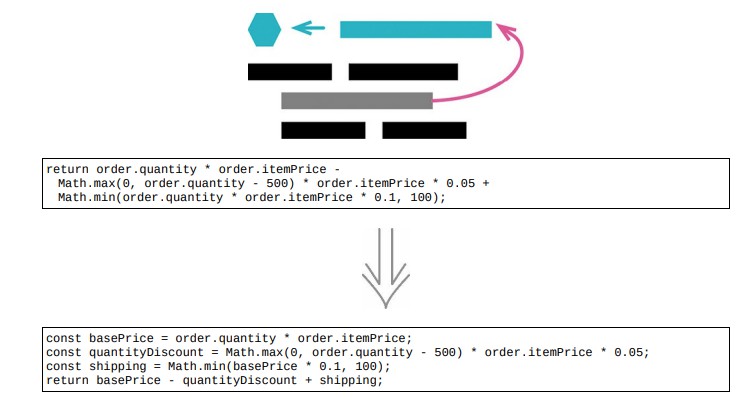 return order.quantity * order.itemPrice -
Math.max(0, order.quantity - 500) * order.itemPrice * 0.05 +
Math.min(order.quantity * order.itemPrice * 0.1, 100);
const basePrice = order.quantity * order.itemPrice;
const quantityDiscount = Math.max(0, order.quantity - 500) * order.itemPrice * 0.05;
const shipping = Math.min(basePrice * 0.1, 100);
return basePrice - quantityDiscount + shipping;